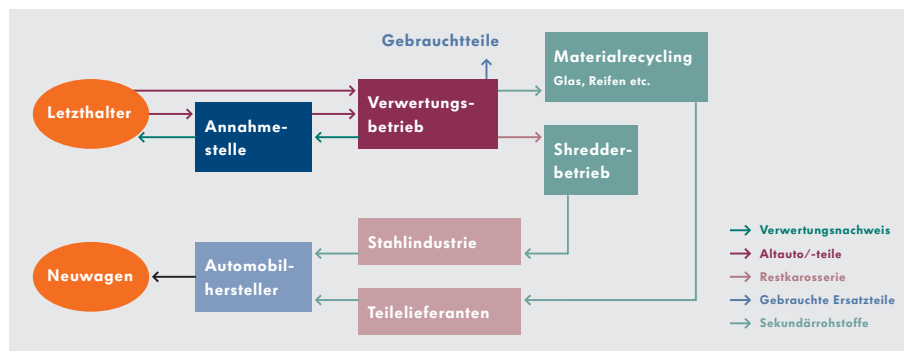 Gebrauchtteile
Materialrecycling
Glas, Reifen etc.
Letzthalter
Annahme-
stelle
Verwertungs-
betrieb
Shredder-
betrieb
Stahlindustrie
Neuwagen
Automobil-
hersteller
Teilelieferanten
Verwertungsnachweis
Altauto/-teile
Restkarosserie
Gebrauchte Ersatzteile
Sekundärrohstoffe